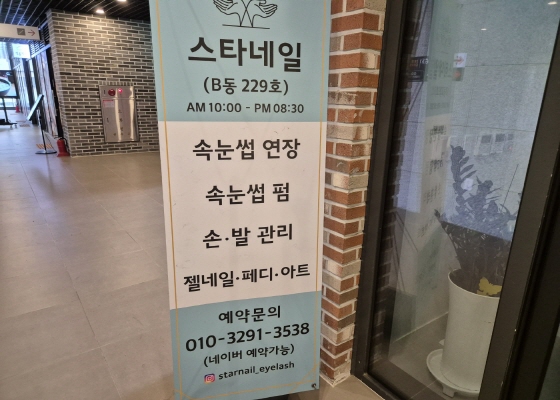 스타네일
(B동 229호)
AM 10:00 - PM 08:30
속눈썹 연장
속눈썹 펌
손·발 관리
젤네일·페디·아트
예약문의
010-3291-3538
(네이버 예약가능)
starnail_eyelash